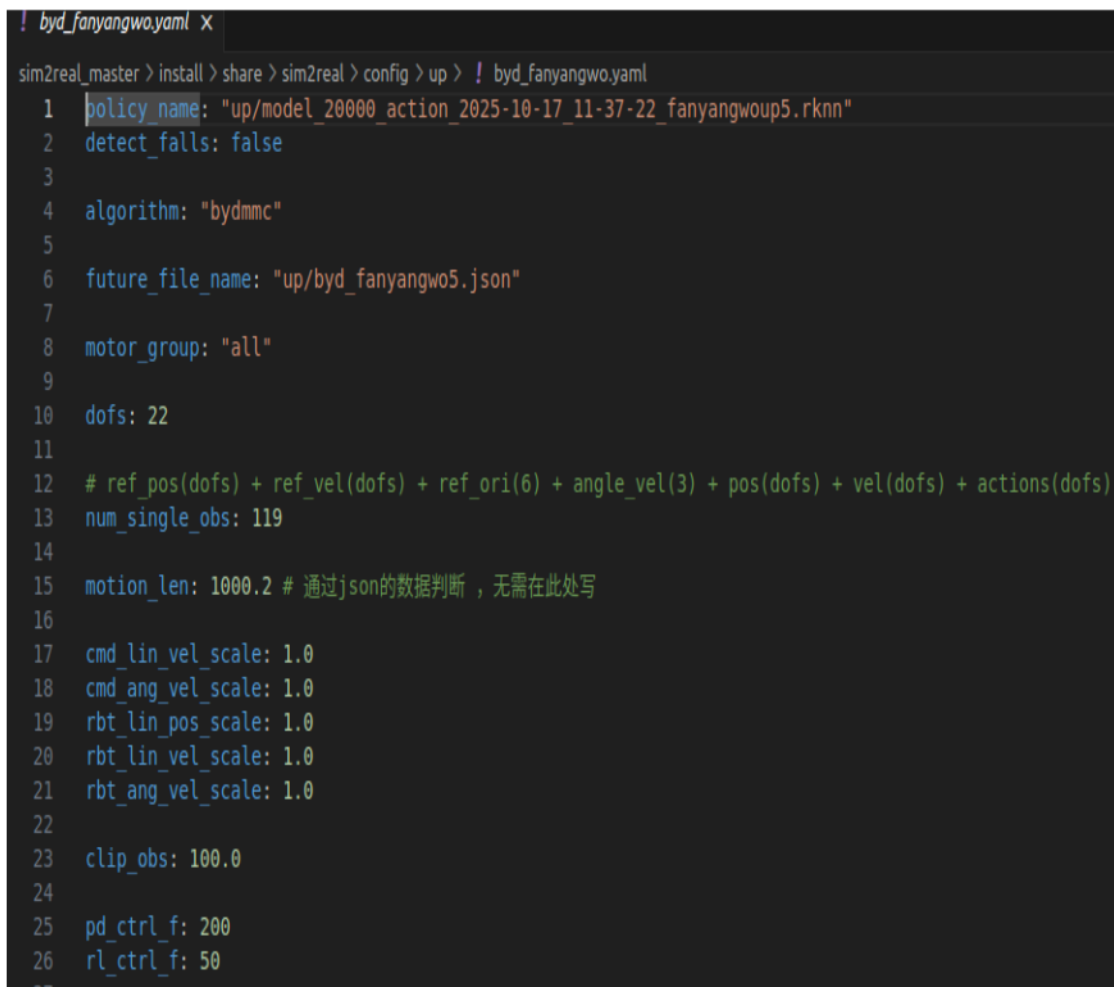 ! byd_fanyangwo.yaml ×
sim2real_master > install > share > sim2real > config > up > ! byd_fanyangwo.yaml
1 policy_name: "up/model_20000_action_2025-10-17_11-37-22_fanyangwoup5.rknn"
2 detect_falls: false
3
4 algorithm: "bydmmc"
5
6 future_file_name: "up/byd_fanyangwo5.json"
7
8 motor_group: "all"
9
10 dofs: 22
11
12 # ref_pos(dofs) + ref_vel(dofs) + ref_ori(6) + angle_vel(3) + pos(dofs) + vel(dofs) + actions(dofs)
13 num_single_obs: 119
14
15 motion_len: 1000.2 # 通过json的数据判断 ，无需在此处写
16
17 cmd_lin_vel_scale: 1.0
18 cmd_ang_vel_scale: 1.0
19 rbt_lin_pos_scale: 1.0
20 rbt_lin_vel_scale: 1.0
21 rbt_ang_vel_scale: 1.0
22
23 clip_obs: 100.0
24
25 pd_ctrl_f: 200
26 rl_ctrl_f: 50